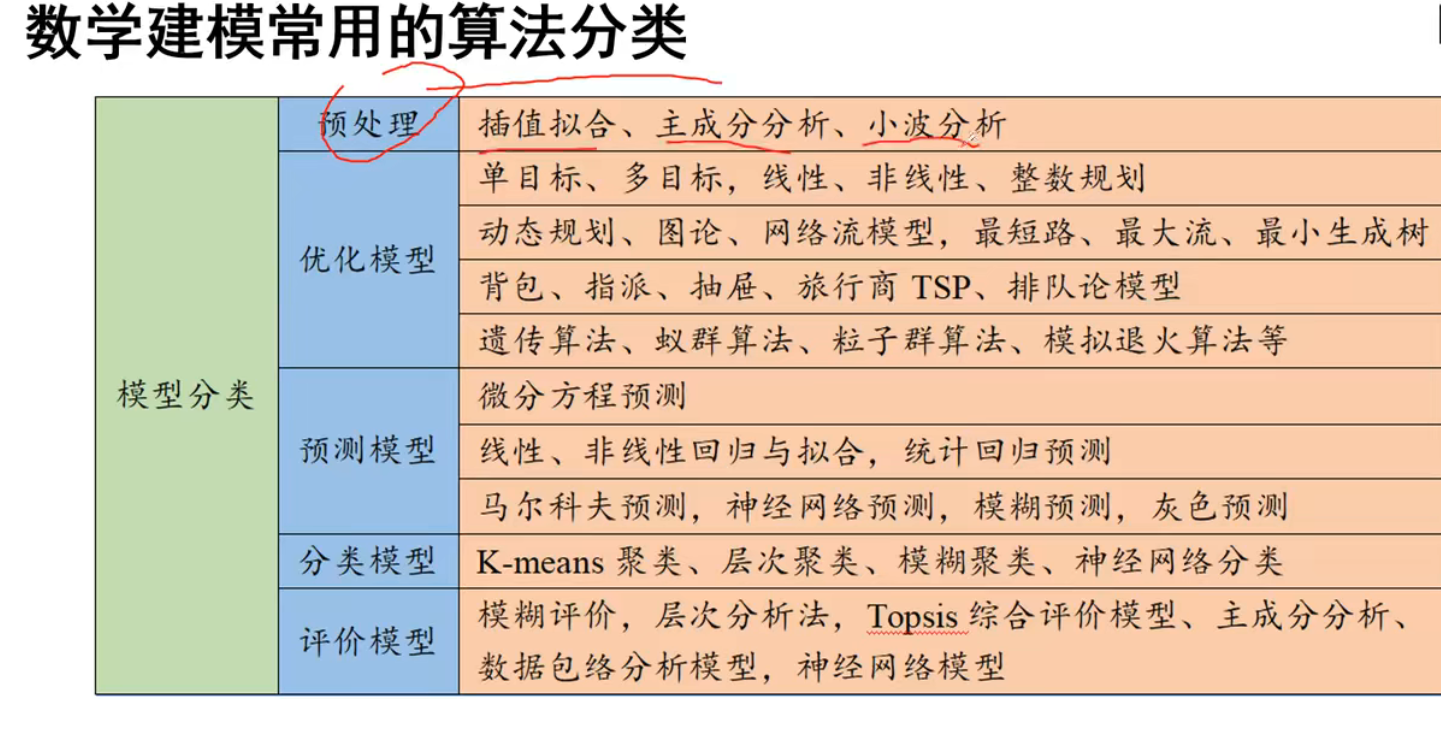 数学建模常用的算法分类
预处理
插值拟合、主成分分析、小波分析
单目标、多目标，线性、非线性、整数规划
动态规划、图论、网络流模型，最短路、最大流、最小生成树
优化模型
背包、指派、抽屉、旅行商 TSP、排队论模型
遗传算法、蚁群算法、粒子群算法、模拟退火算法等
模型分类
微分方程预测
预测模型
线性、非线性回归与拟合，统计回归预测
马尔科夫预测，神经网络预测，模糊预测，灰色预测
分类模型
K-means 聚类、层次聚类、模糊聚类、神经网络分类
评价模型
模糊评价，层次分析法，Topsis 综合评价模型、主成分分析、
数据包络分析模型，神经网络模型